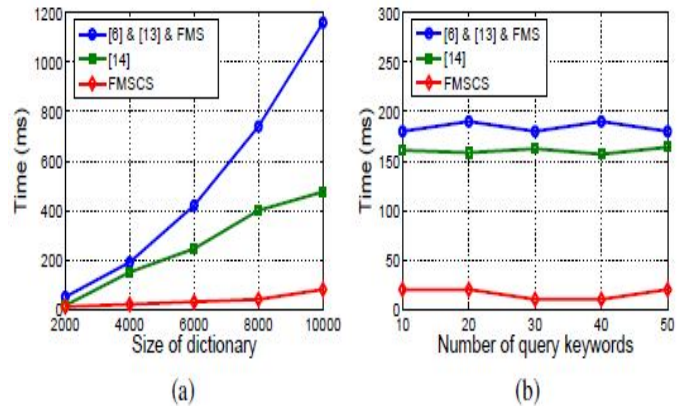 [6] & [13] & FMS
[14]
FMSCS
Time (ms)
1200
1000
800
600
400
200
0
2000 4000 6000 8000 10000
Size of dictionary
(a)
[6] & [13] & FMS
[14]
FMSCS
Time (ms)
300
250
200
150
100
50
0
10 20 30 40 50
Number of query keywords
(b)